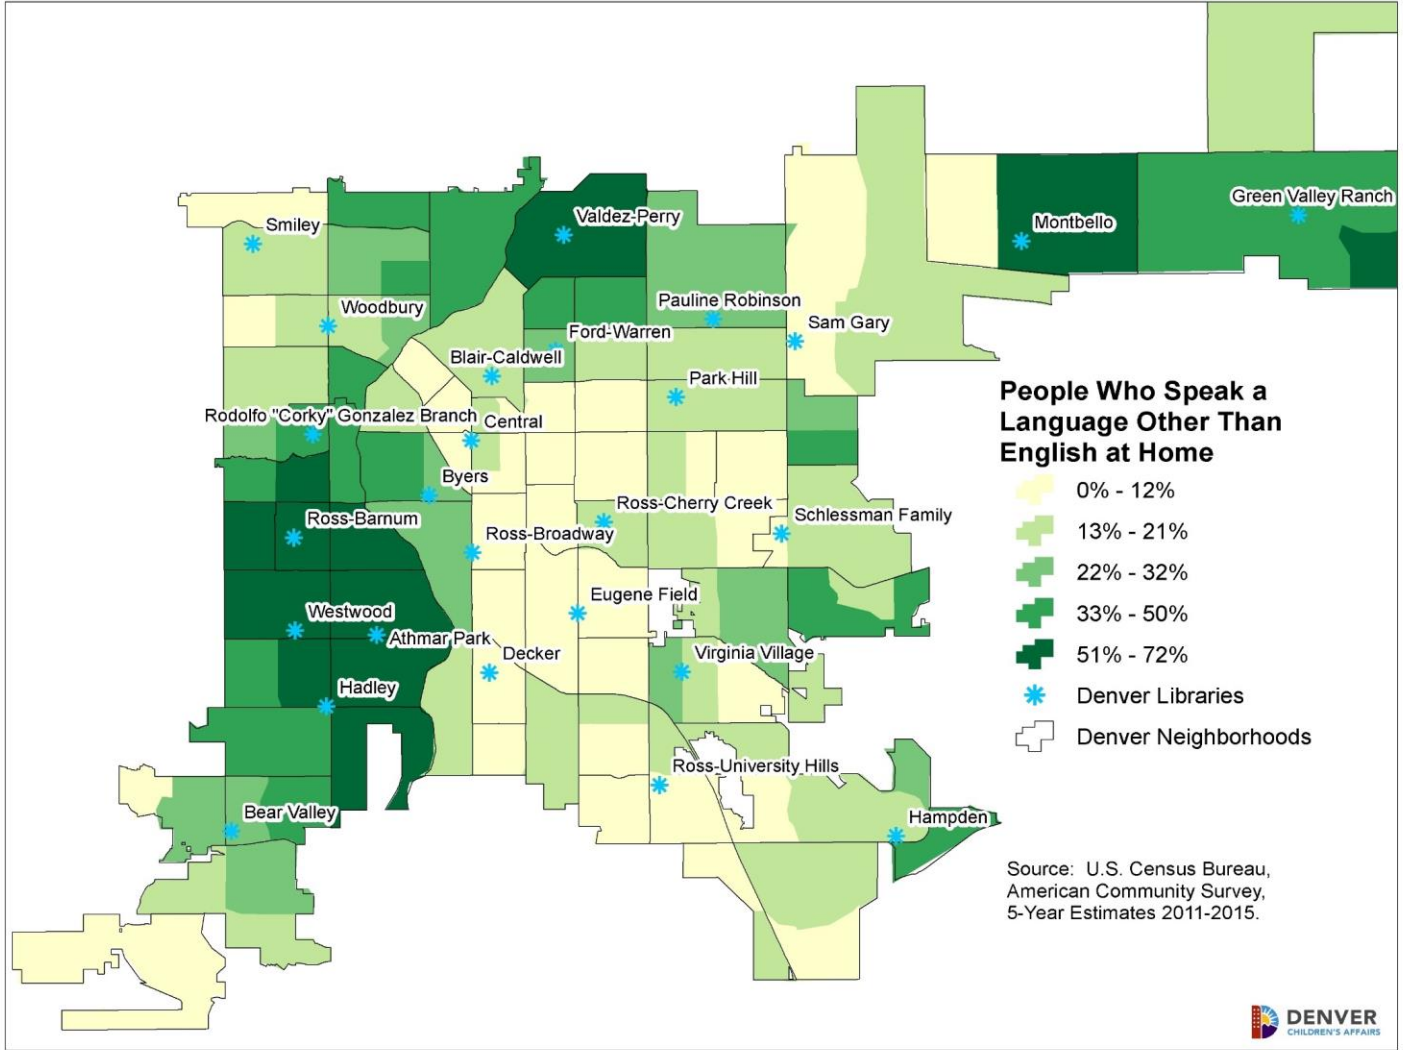 Green Valley Ranch
Valdez-Perry
Montbello
Smiley
Pauline Robinson
Woodbury
Sam Gary
Ford-Warren
Blair-Caldwell
Park Hill
People Who Speak a
Language Other Than
English at Home
Rodolfo "Corky" Gonzalez Branch
Central
Byers
0% - 12%
Ross-Cherry Creek
Ross-Barnum
Schlessman Family
Ross-Broadway
13% - 21%
22% - 32%
Eugene Field
Westwood
33% - 50%
Athmar Park
Decker
Virginia Village
51% - 72%
Hadley
Denver Libraries
Denver Neighborhoods
Ross-University Hills
Bear Valley
Hampden
Source: U.S. Census Bureau,
American Community Survey,
5-Year Estimates 2011-2015.
DENVER
CHILDREN'S AFFAIRS